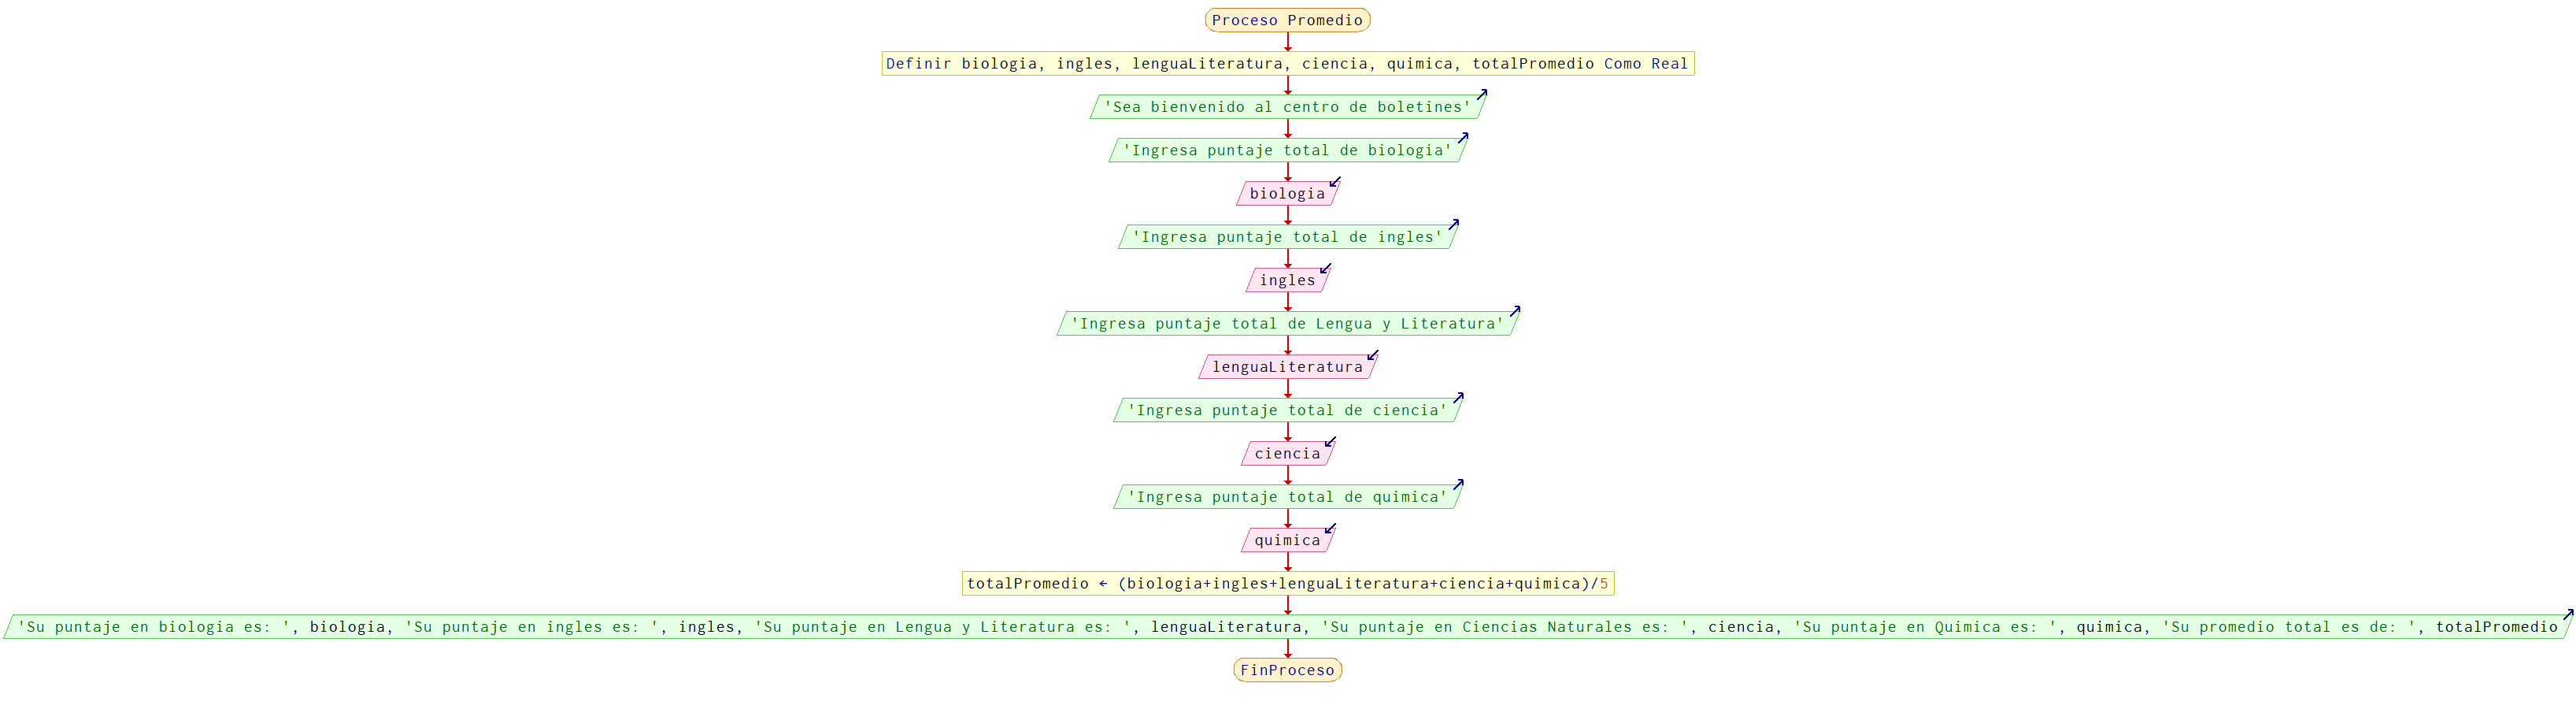 Proceso Promedio
Definir biologia, ingles, lenguaLiteratura, ciencia, quimica, totalPromedio Como Real
'Sea bienvenido al centro de boletines'
'Ingresa puntaje total de biologia'
biologia
'Ingresa puntaje total de ingles'
ingles
'Ingresa puntaje total de Lengua y Literatura'
lenguaLiteratura
'Ingresa puntaje total de ciencia'
ciencia
'Ingresa puntaje total de quimica'
quimica
totalPromedio ← (biologia+ingles+lenguaLiteratura+ciencia+quimica)/5
'Su puntaje en biologia es: ', biologia, 'Su puntaje en ingles es: ', ingles, 'Su puntaje en Lengua y Literatura es: ', lenguaLiteratura, 'Su puntaje en Ciencias Naturales es: ', ciencia, 'Su puntaje en Quimica es: ', quimica, 'Su promedio total es de: ', totalPromedio
FinProceso